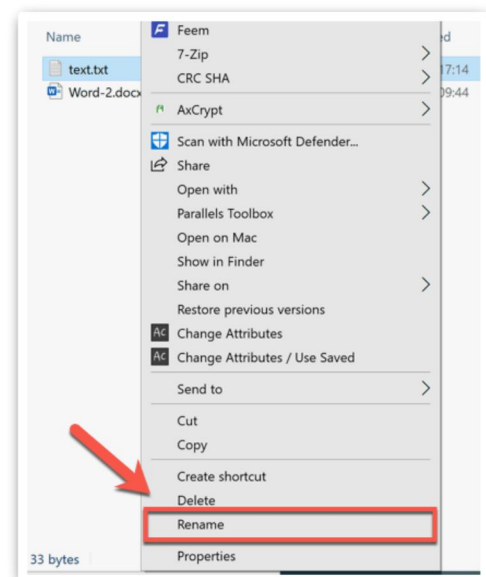 Name
text.txt
17:14
Word-2.docx
09:44
Feem
7-Zip
CRC SHA
AxCrypt
Scan with Microsoft Defender...
Share
Open with
Parallels Toolbox
Open on Mac
Show in Finder
Share on
Restore previous versions
Ac Change Attributes
Ac Change Attributes / Use Saved
Send to
Cut
Copy
Create shortcut
Delete
Rename
Properties
33 bytes